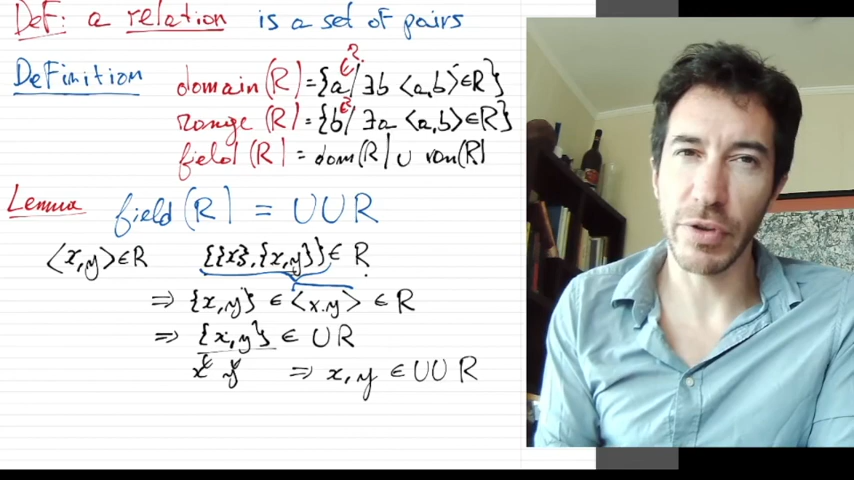 Def: a relation is a set of pairs
Definition domain(R) = {a | ∃b <a,b> ∈ R}
∈?
range (R) = {b | ∃a <a,b> ∈ R}
∈?
field (R) = dom(R) ∪ ran(R)
Lemma field (R) = ∪∪R
<x,y> ∈ R {{x},{x,y}} ∈ R
⇒ {x,y} ∈ <x.y> ∈ R
⇒ {x,y} ∈ ∪R
x y ⇒ x,y ∈ ∪∪R